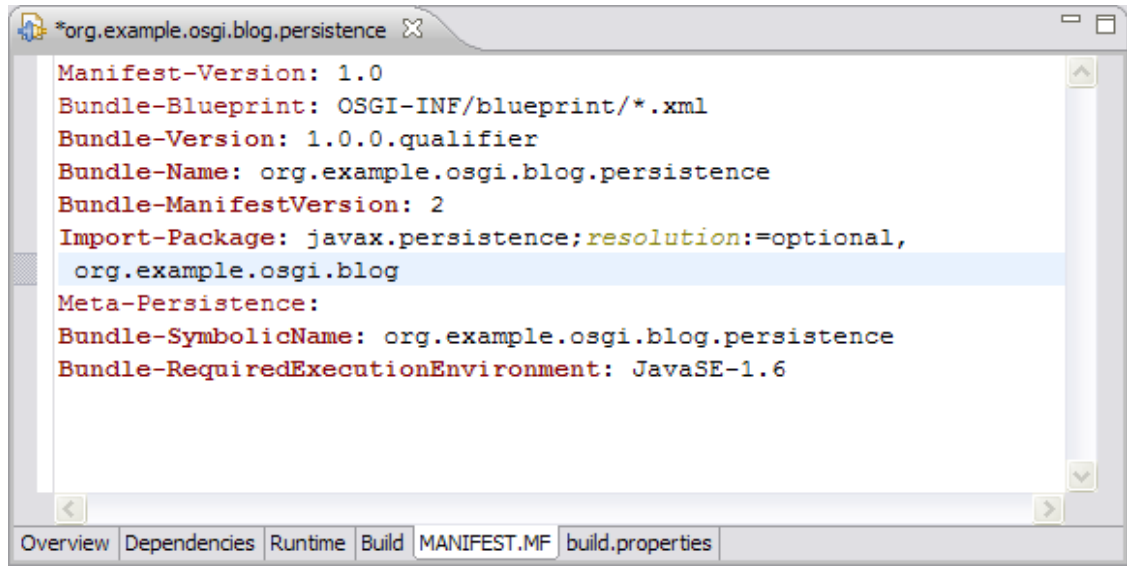 *org.example.osgi.blog.persistence
Manifest-Version: 1.0
Bundle-Blueprint: OSGI-INF/blueprint/*.xml
Bundle-Version: 1.0.0.qualifier
Bundle-Name: org.example.osgi.blog.persistence
Bundle-ManifestVersion: 2
Import-Package: javax.persistence;resolution:=optional,
 org.example.osgi.blog
Meta-Persistence:
Bundle-SymbolicName: org.example.osgi.blog.persistence
Bundle-RequiredExecutionEnvironment: JavaSE-1.6
Overview Dependencies Runtime Build MANIFEST.MF build.properties